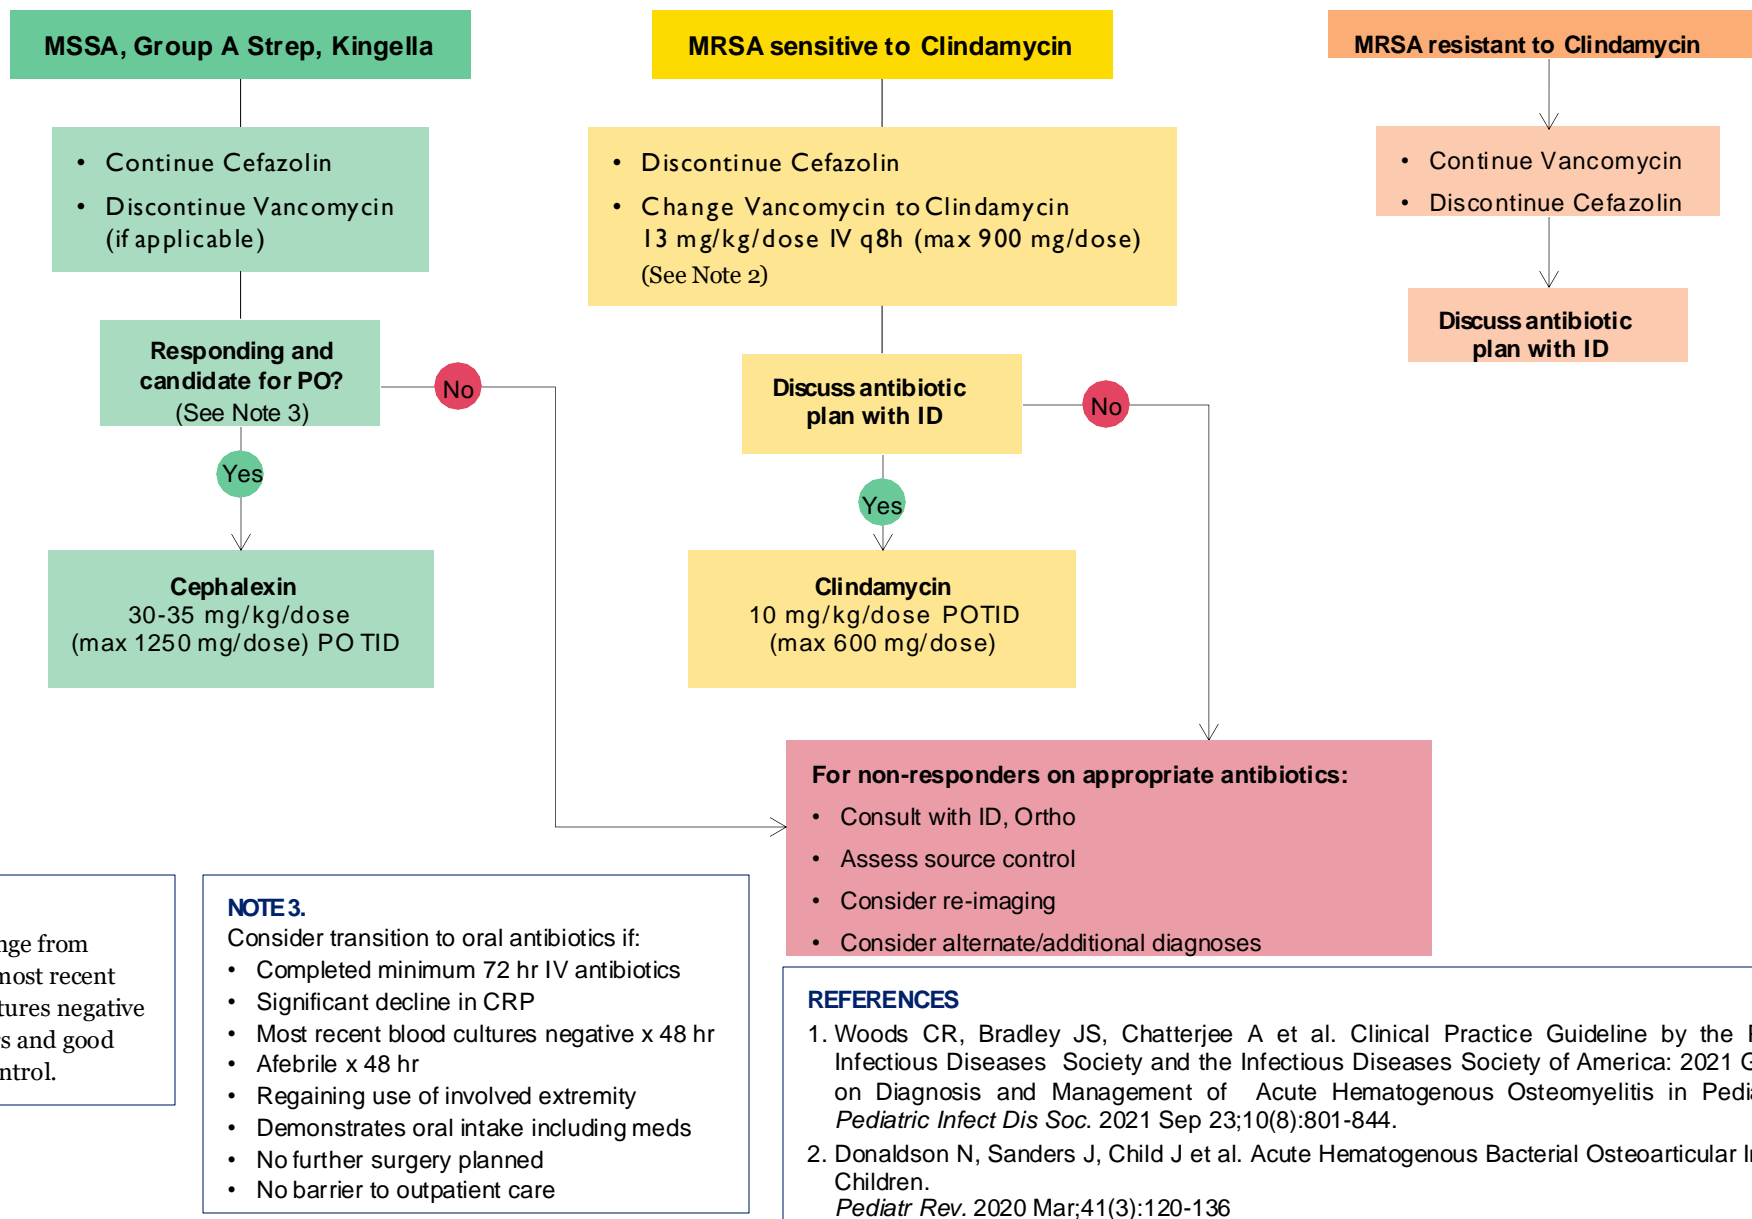 MSSA, Group A Strep, Kingella
• Continue Cefazolin
• Discontinue Vancomycin
(if applicable)
Responding and
candidate for PO?
(See Note 3)
No
Yes
Cephalexin
30-35 mg/kg/dose
(max 1250 mg/dose) PO TID
MRSA sensitive to Clindamycin
• Discontinue Cefazolin
• Change Vancomycin to Clindamycin
13 mg/kg/dose IV q8h (max 900 mg/dose)
(See Note 2)
Discuss antibiotic
plan with ID
No
Yes
Clindamycin
10 mg/kg/dose PO TID
(max 600 mg/dose)
MRSA resistant to Clindamycin
• Continue Vancomycin
• Discontinue Cefazolin
Discuss antibiotic
plan with ID
For non-responders on appropriate antibiotics:
• Consult with ID, Ortho
• Assess source control
• Consider re-imaging
• Consider alternate/additional diagnoses
nge from
most recent
tures negative
rs and good
ntrol.
NOTE 3.
Consider transition to oral antibiotics if:
• Completed minimum 72 hr IV antibiotics
• Significant decline in CRP
• Most recent blood cultures negative x 48 hr
• Afebrile x 48 hr
• Regaining use of involved extremity
• Demonstrates oral intake including meds
• No further surgery planned
• No barrier to outpatient care
REFERENCES
1. Woods CR, Bradley JS, Chatterjee A et al. Clinical Practice Guideline by the
Infectious Diseases Society and the Infectious Diseases Society of America: 2021
on Diagnosis and Management of Acute Hematogenous Osteomyelitis in Pedia
Pediatric Infect Dis Soc. 2021 Sep 23;10(8):801-844.
2. Donaldson N, Sanders J, Child J et al. Acute Hematogenous Bacterial Osteoarticular
Children.
Pediatr Rev. 2020 Mar;41(3):120-136